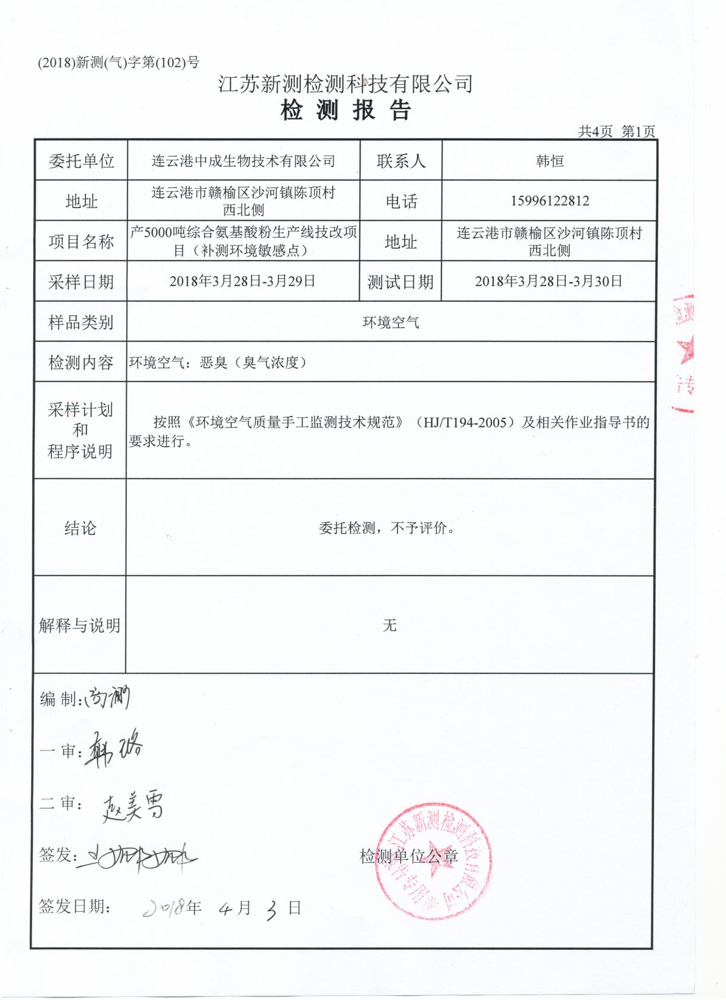 (2018)新测(气)字第(102)号
江苏新测检测科技有限公司
检 测 报 告
共4页 第1页
委托单位 连云港中成生物技术有限公司 联系人 韩恒
地址 连云港市赣榆区沙河镇陈顶村
西北侧 电话 15996122812
项目名称 产5000吨综合氨基酸粉生产线技改项
目（补测环境敏感点） 地址 连云港市赣榆区沙河镇陈顶村
西北侧
采样日期 2018年3月28日-3月29日 测试日期 2018年3月28日-3月30日
样品类别 环境空气
检测内容 环境空气：恶臭（臭气浓度）
采样计划
和
程序说明
按照《环境空气质量手工监测技术规范》（HJ/T194-2005）及相关作业指导书的
要求进行。
结论 委托检测，不予评价。
解释与说明 无
编 制:
一 审:韩璐
二 审: 赵美雪
签发:
检测单位公章
江苏新测检测科技有限公司
报告专用章
签发日期: 2018年 4月 3日
检测
专